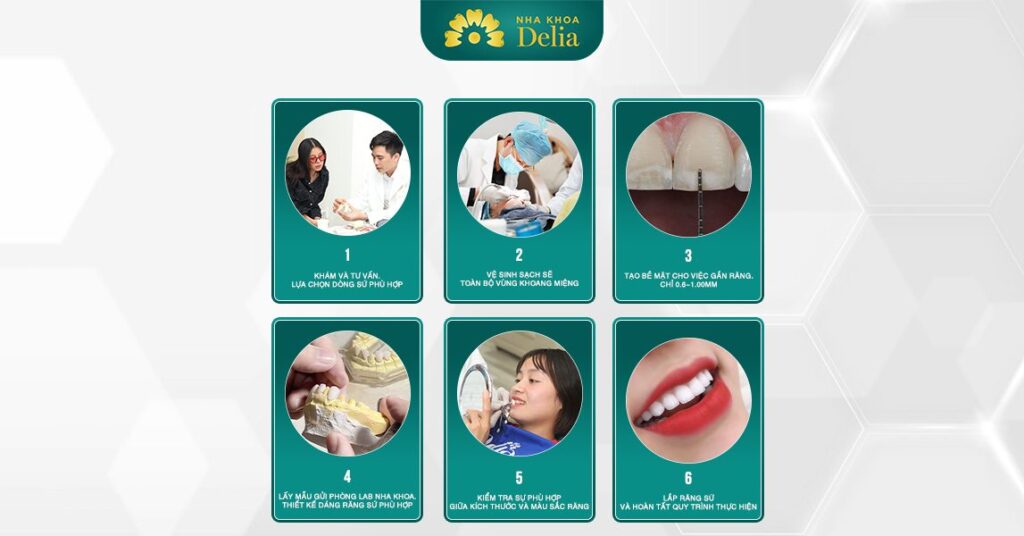 NHA KHOA
Delia
1
KHÁM VÀ TƯ VẤN.
LỰA CHỌN DÒNG SỨ PHÙ HỢP
2
VỆ SINH SẠCH SẼ
TOÀN BỘ VÙNG KHOANG MIỆNG
3
TẠO BỀ MẶT CHO VIỆC GẮN RĂNG.
CHỈ 0.6-1.00MM
4
LẤY MẪU GỬI PHÒNG LAB NHA KHOA.
THIẾT KẾ DÁNG RĂNG SỨ PHÙ HỢP
5
KIỂM TRA SỰ PHÙ HỢP
GIỮA KÍCH THƯỚC VÀ MÀU SẮC RĂNG
6
LẮP RĂNG SỨ
VÀ HOÀN TẤT QUY TRÌNH THỰC HIỆN